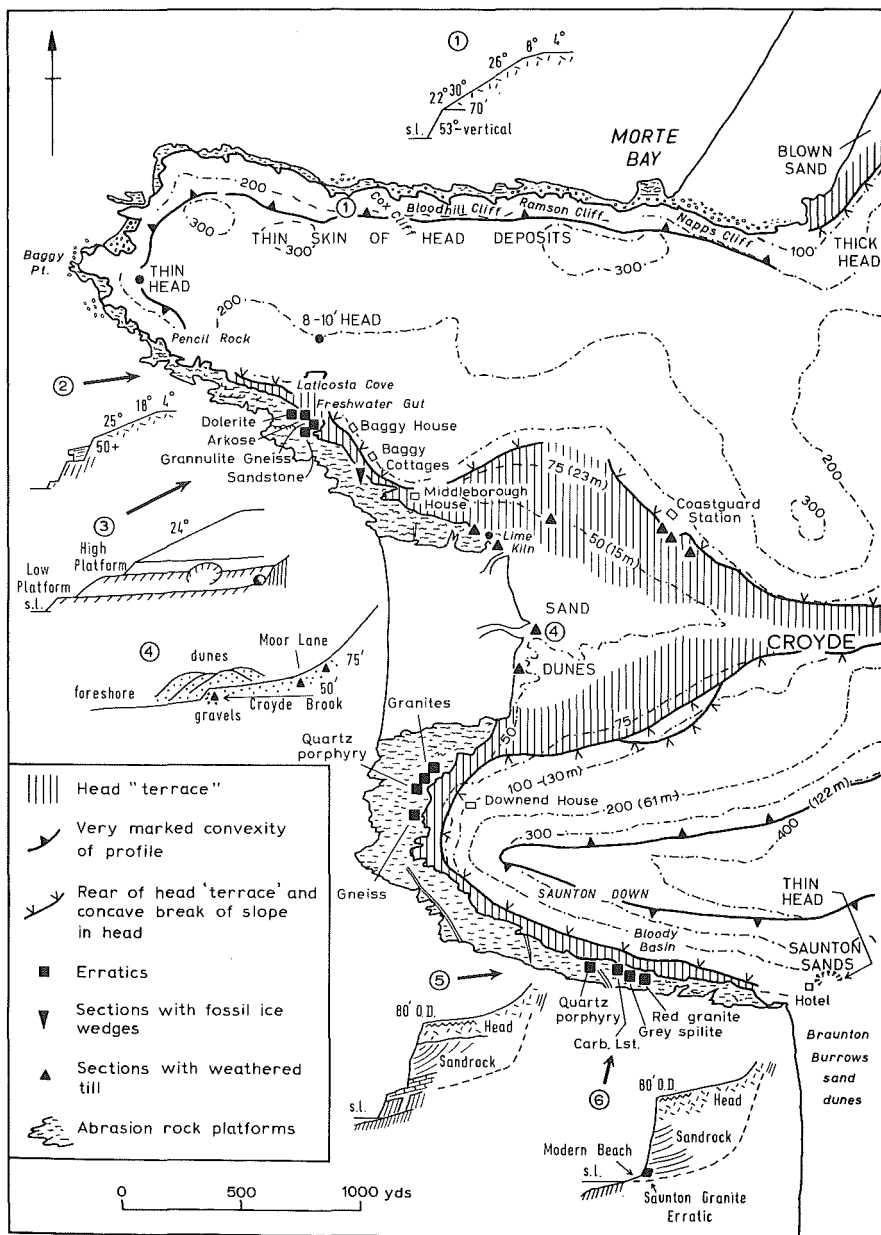 ①
4°
8°
26°
30°
22°
70'
s.l.
53°-vertical
MORTE
BAY
BLOWN
SAND
200
①
Cox Cliff
Bloodhill Cliff
Ramson Cliff
Napps Cliff
100
300
300
THIN SKIN OF HEAD DEPOSITS
300
THICK
HEAD
Baggy
Pt.
THIN
HEAD
200
8-10' HEAD
Pencil Rock
②
Laticosta Cove
Freshwater Gut
Dolerite
Arkose
Grannulite Gneiss
Sandstone
Baggy House
Baggy
Cottages
200
25°
18°
4°
50+
75 (23m)
Coastguard
Station
300
Middleborough
House
③
24°
High
Platform
Low
Platform
s.l.
Lime
Kiln
50 (15m)
SAND
④
DUNES
CROYDE
④
Moor Lane
dunes
75'
foreshore
50'
gravels
Croyde Brook
Granites
Quartz
porphyry
50
75
100-(30m)
Downend House
200 (61m)
300
400 (122m)
Gneiss
SAUNTON DOWN
THIN
HEAD
Bloody
Basin
SAUNTON
SANDS
Hotel
Head "terrace"
Very marked convexity
of profile
Rear of head 'terrace' and
concave break of slope
in head
Erratics
Sections with fossil ice
wedges
Sections with weathered
till
Abrasion rock platforms
⑤
Quartz
porphyry
Red granite
Grey spilite
Carb. Lst.
Braunton
Burrows
sand
dunes
80' O.D.
Head
Sandrock
s.l.
⑥
80' O.D.
Head
Sandrock
Modern Beach
s.l.
Saunton Granite
Erratic
0
500
1000 yds